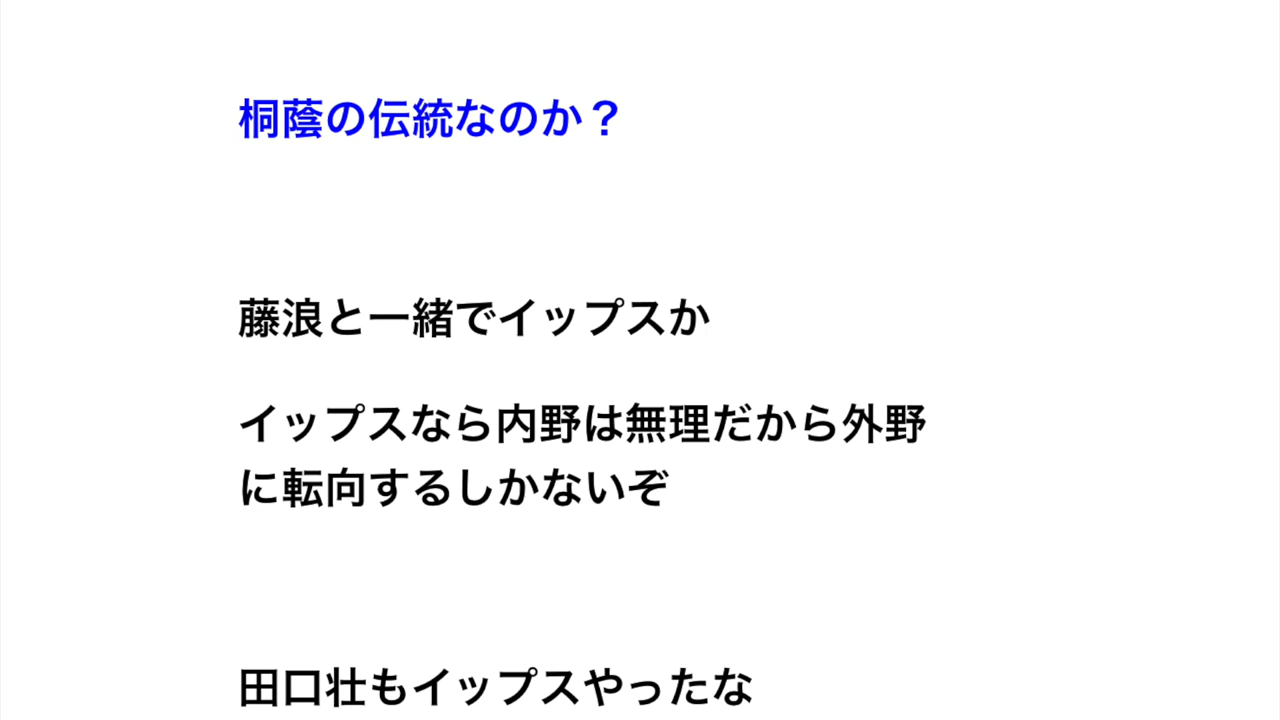 桐蔭の伝統なのか？
藤浪と一緒でイップスか
イップスなら内野は無理だから外野
に転向するしかないぞ
田口壮もイップスやったな